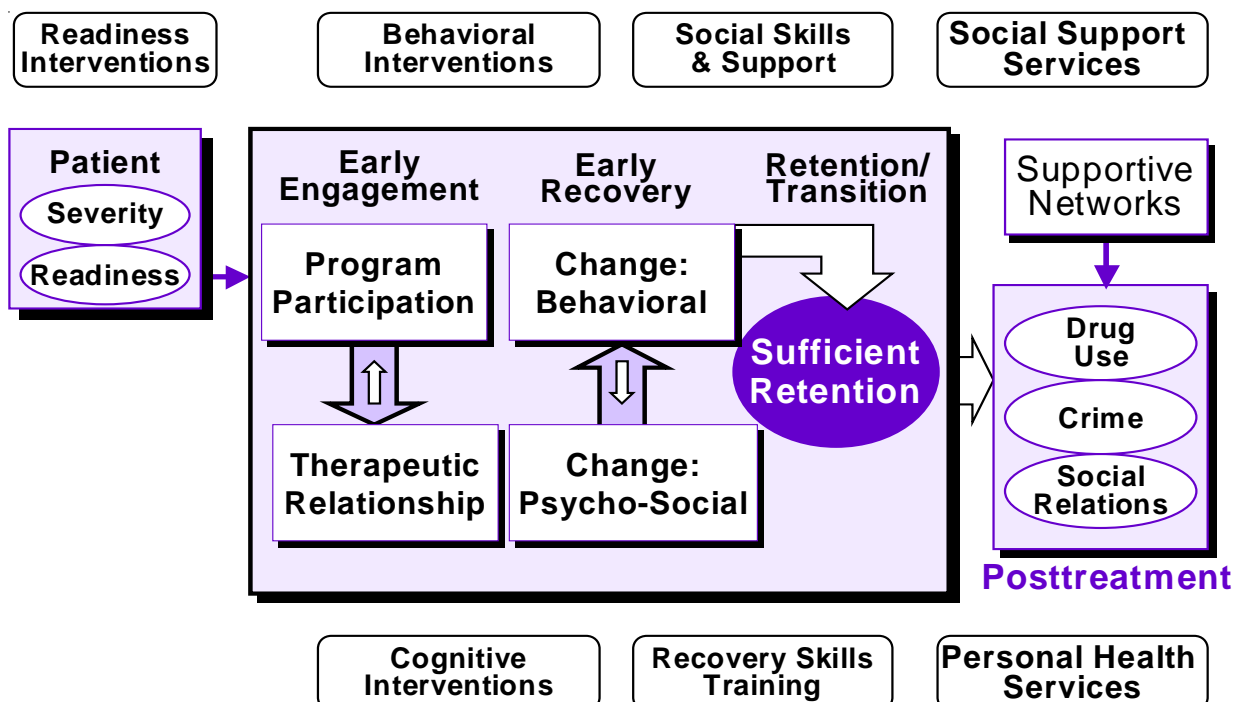 Readiness
Interventions
Behavioral
Interventions
Social Skills
& Support
Social Support
Services
Patient
Severity
Readiness
Early
Engagement
Program
Participation
Therapeutic
Relationship
Early
Recovery
Change:
Behavioral
Change:
Psycho-Social
Retention/
Transition
Sufficient
Retention
Supportive
Networks
Drug
Use
Crime
Social
Relations
Posttreatment
Cognitive
Interventions
Recovery Skills
Training
Personal Health
Services